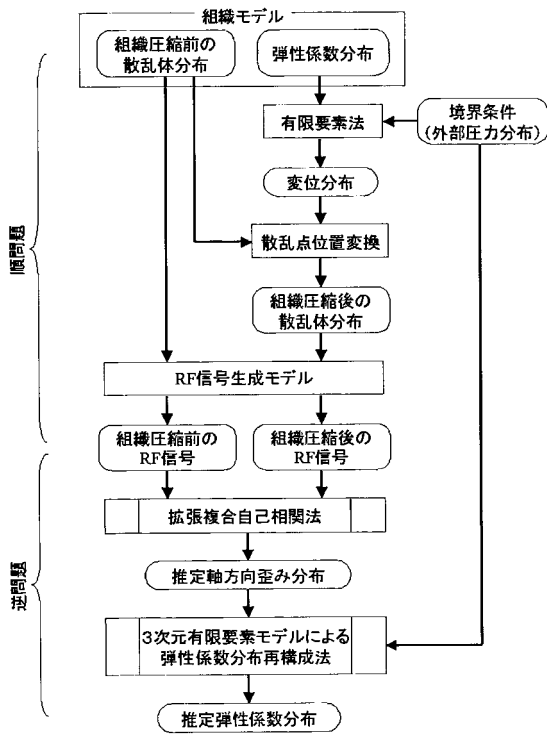 組織モデル
組織圧縮前の
散乱体分布
弾性係数分布
有限要素法
境界条件
(外部圧力分布)
変位分布
散乱点位置変換
組織圧縮後の
散乱体分布
RF信号生成モデル
組織圧縮前の
RF信号
組織圧縮後の
RF信号
拡張複合自己相関法
推定軸方向歪み分布
3次元有限要素モデルによる
弾性係数分布再構成法
推定弾性係数分布
順問題
逆問題